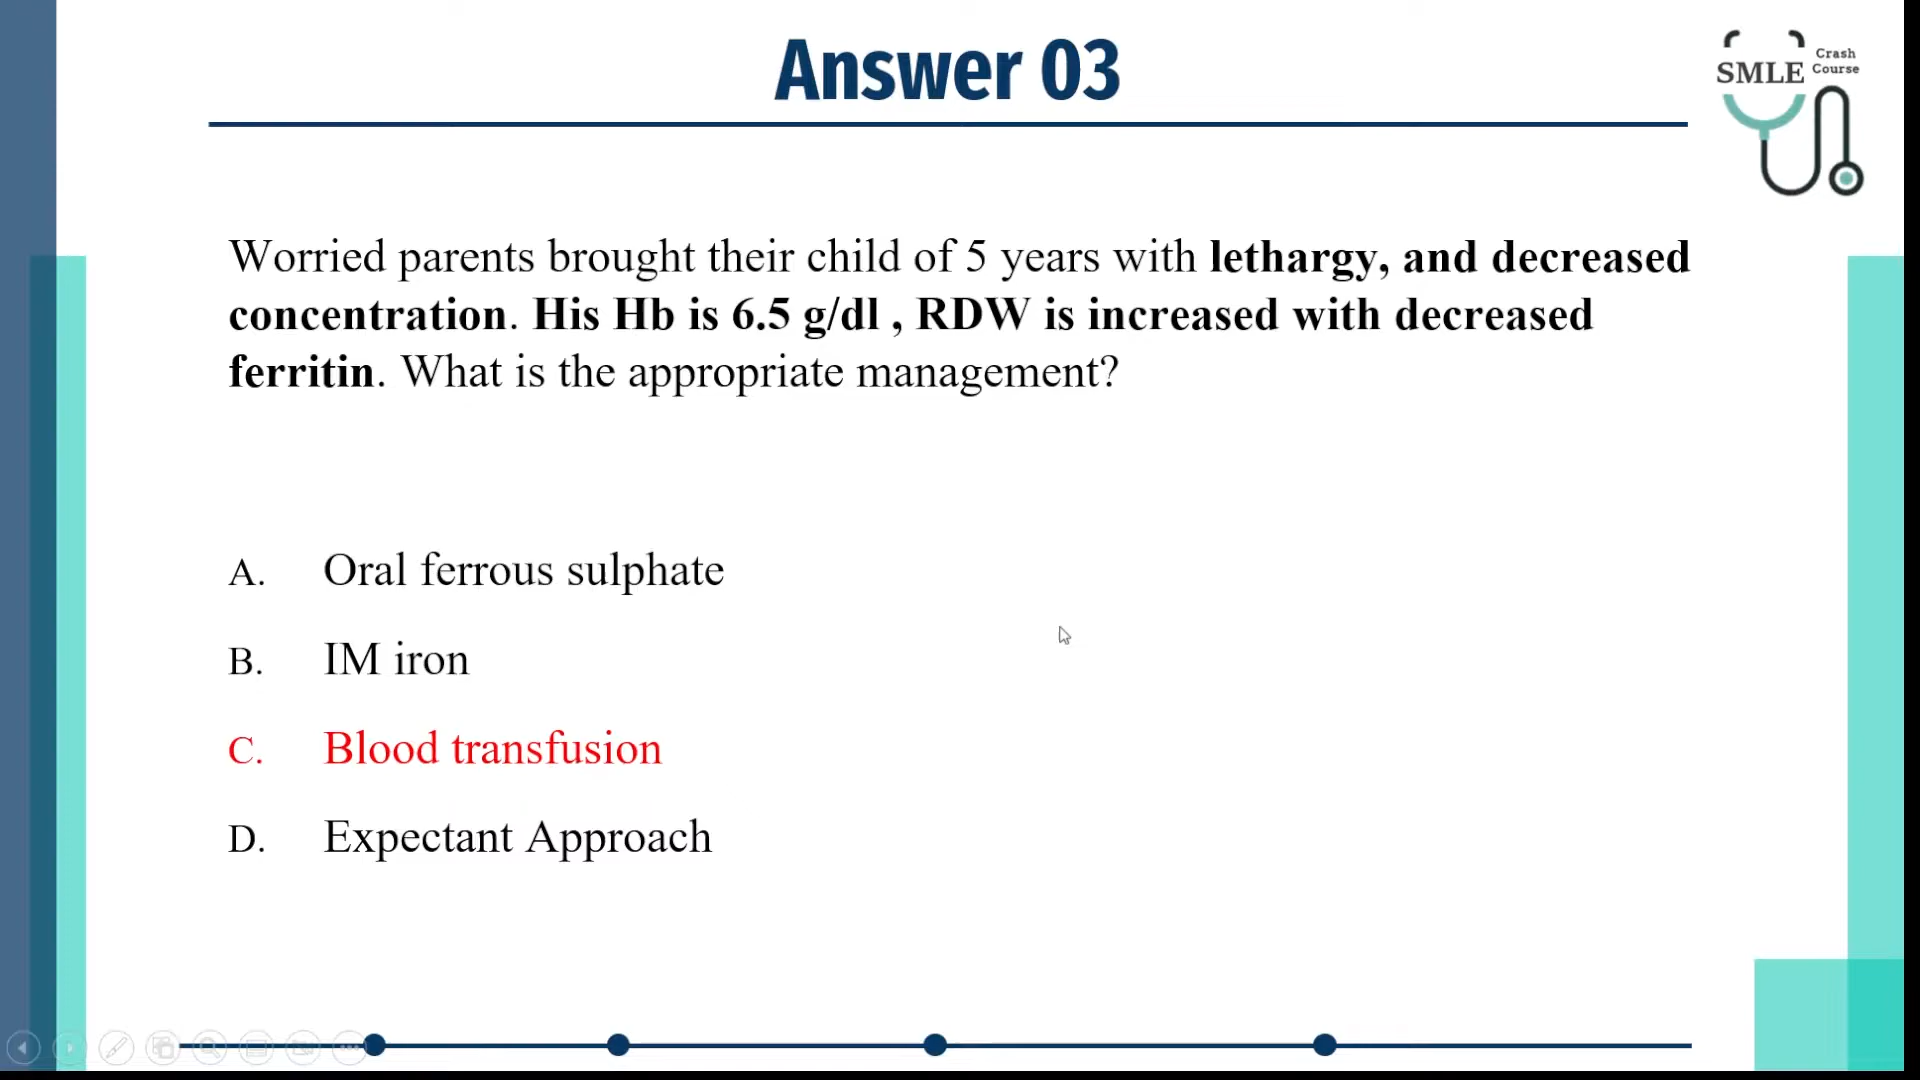 Answer 03
SMLE Crash Course
Worried parents brought their child of 5 years with lethargy, and decreased
concentration. His Hb is 6.5 g/dl , RDW is increased with decreased
ferritin. What is the appropriate management?
A. Oral ferrous sulphate
B. IM iron
C. Blood transfusion
D. Expectant Approach